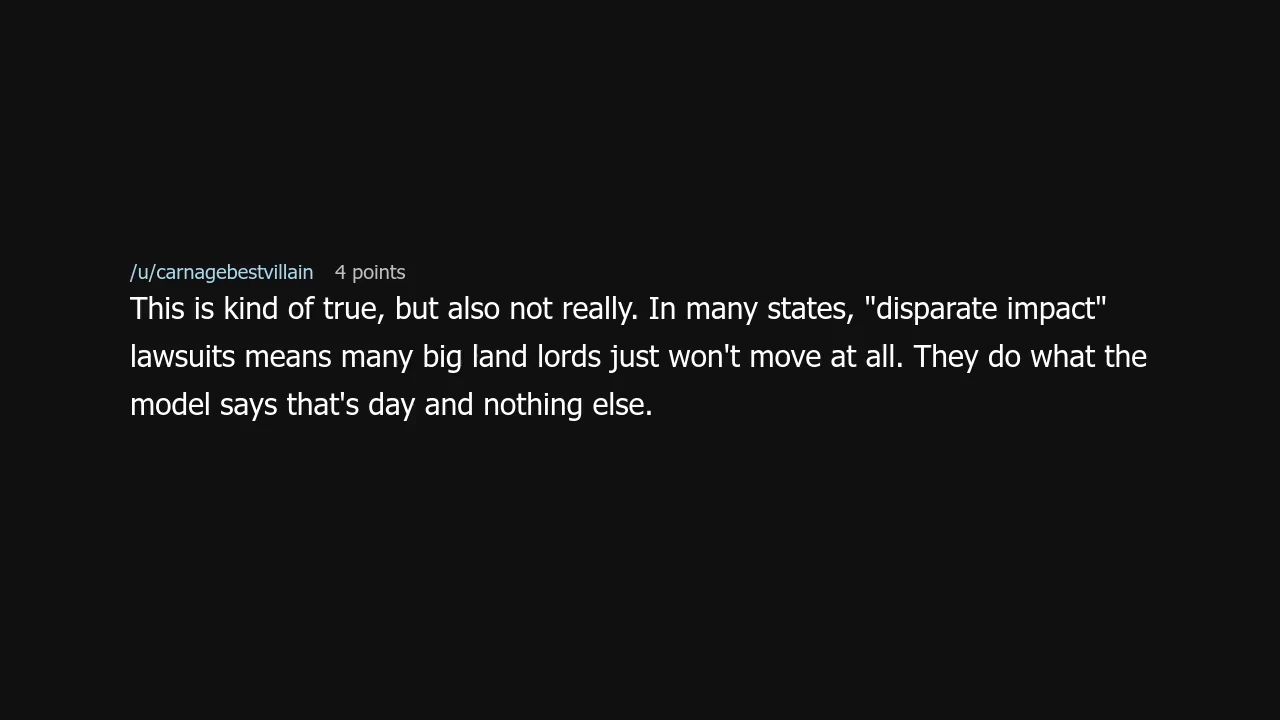 /u/carnagebestvillain 4 points
This is kind of true, but also not really. In many states, "disparate impact"
lawsuits means many big land lords just won't move at all. They do what the
model says that's day and nothing else.